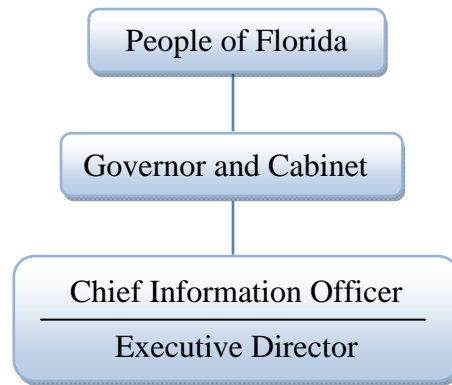 People of Florida
Governor and Cabinet
Chief Information Officer
Executive Director